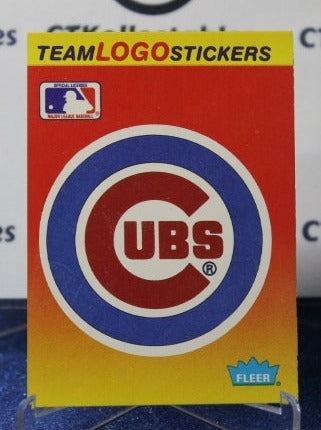 TEAMLOGOSTICKERS
OFFICIAL LICENSEE
MAJOR LEAGUE BASEBALL
CUBS
®
FLEER